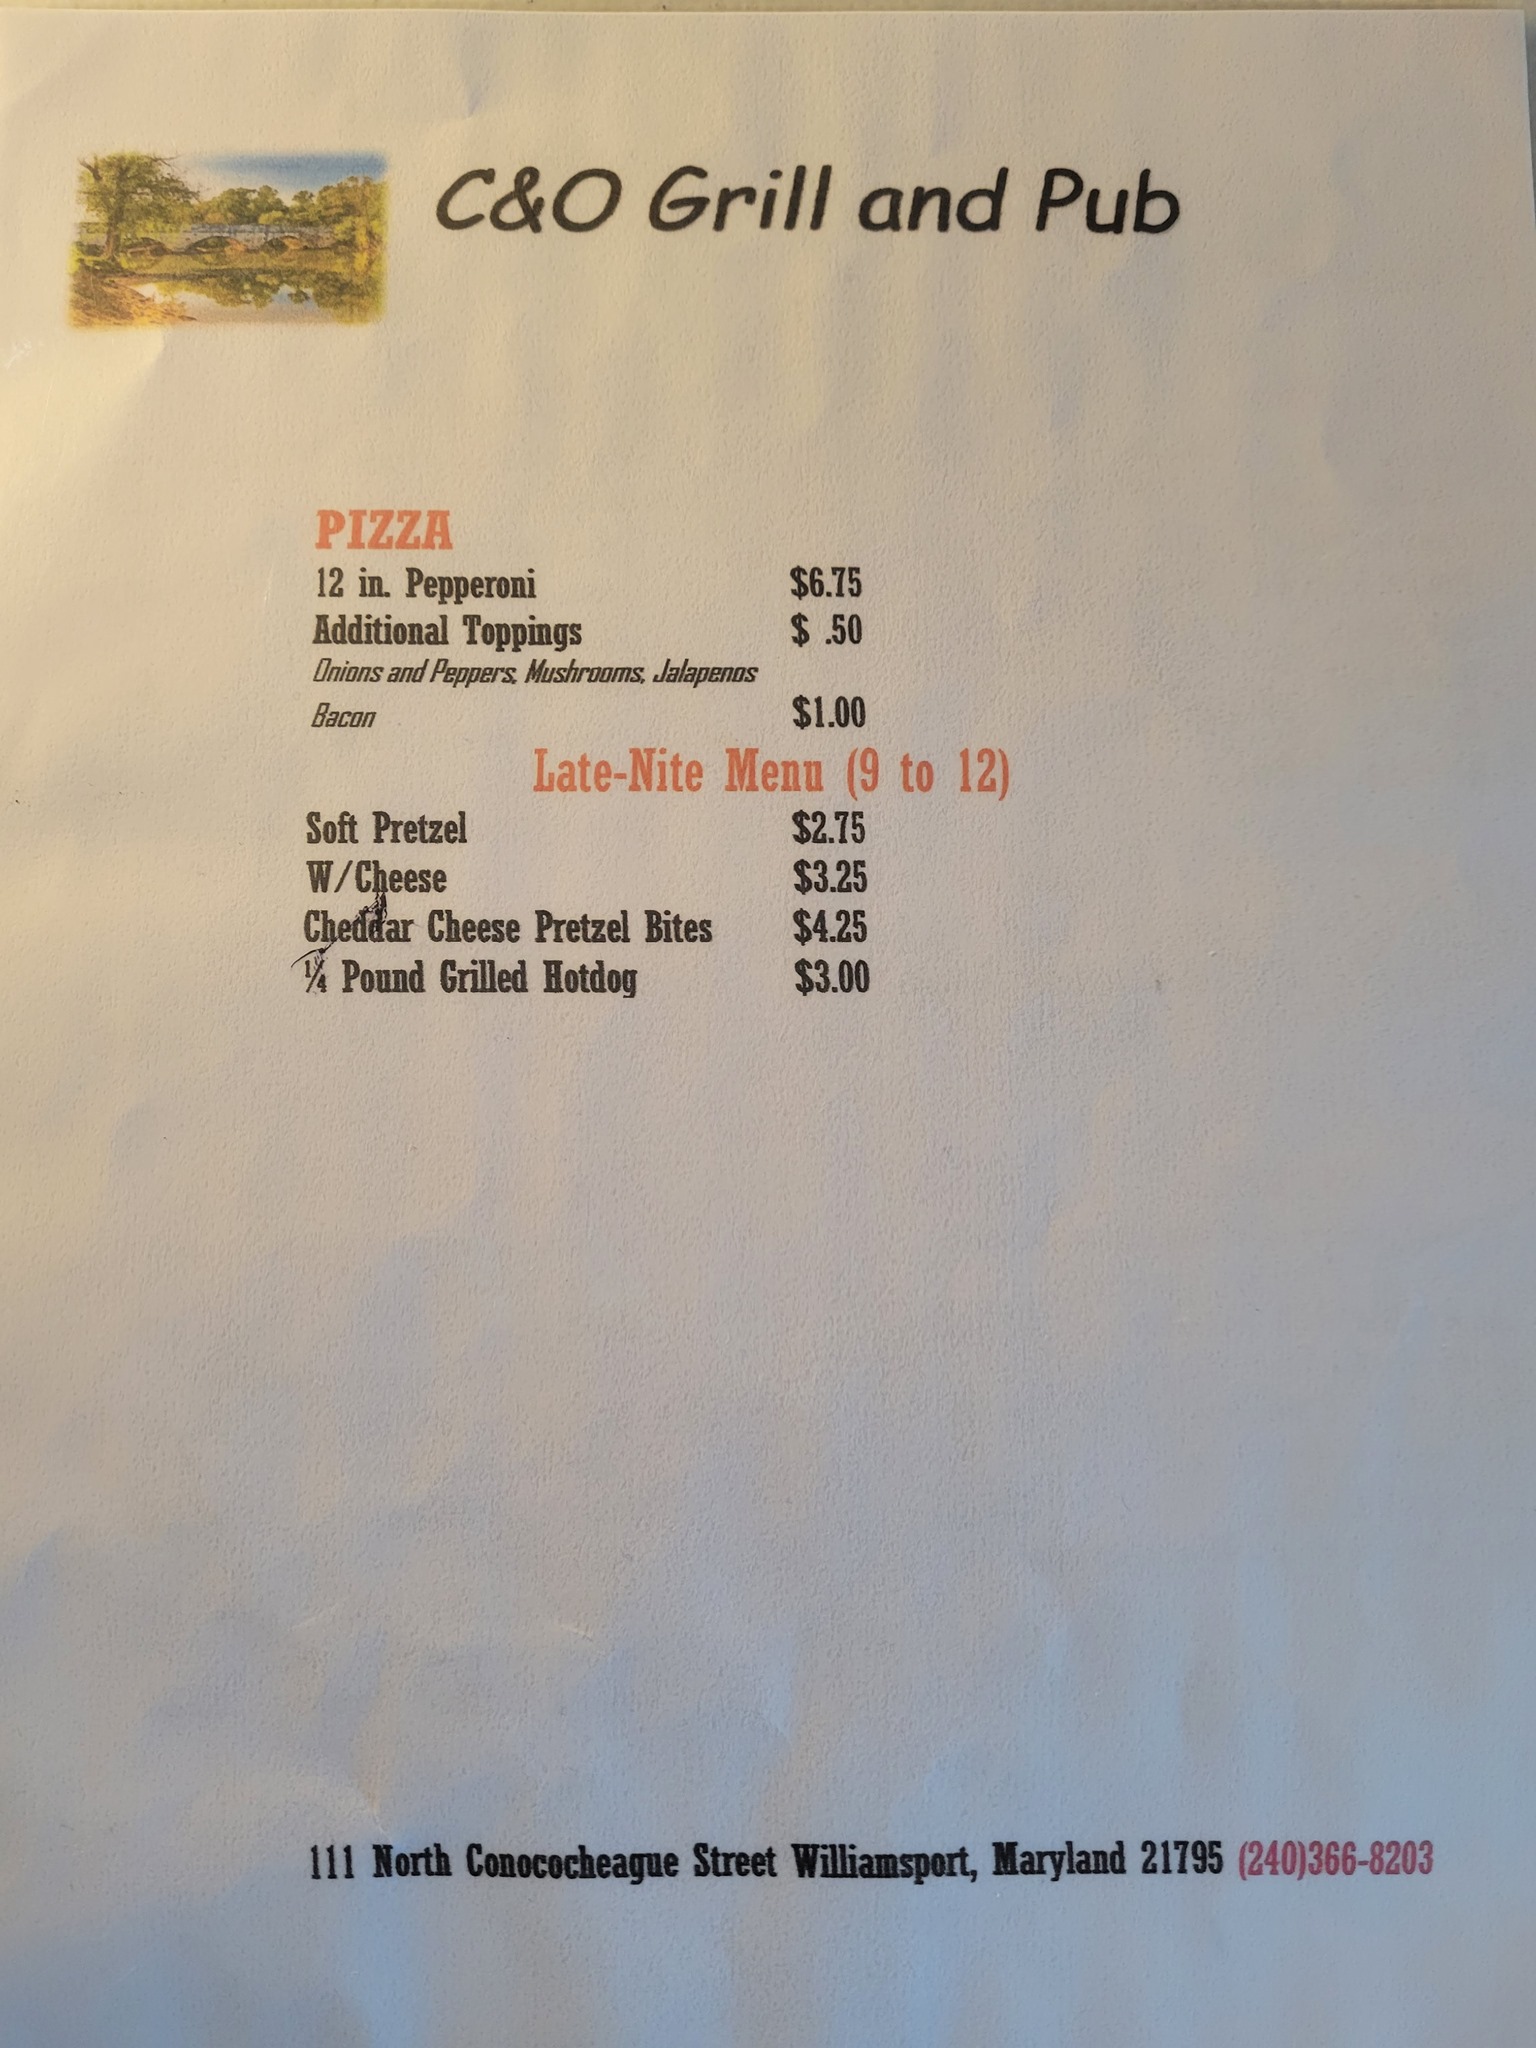 C&O Grill and Pub
PIZZA
12 in. Pepperoni $6.75
Additional Toppings $ .50
Onions and Peppers, Mushrooms, Jalapenos
Bacon $1.00
Late-Nite Menu (9 to 12)
Soft Pretzel $2.75
W/Cheese $3.25
Cheddar Cheese Pretzel Bites $4.25
¼ Pound Grilled Hotdog $3.00
111 North Conococheague Street Williamsport, Maryland 21795 (240)366-8203